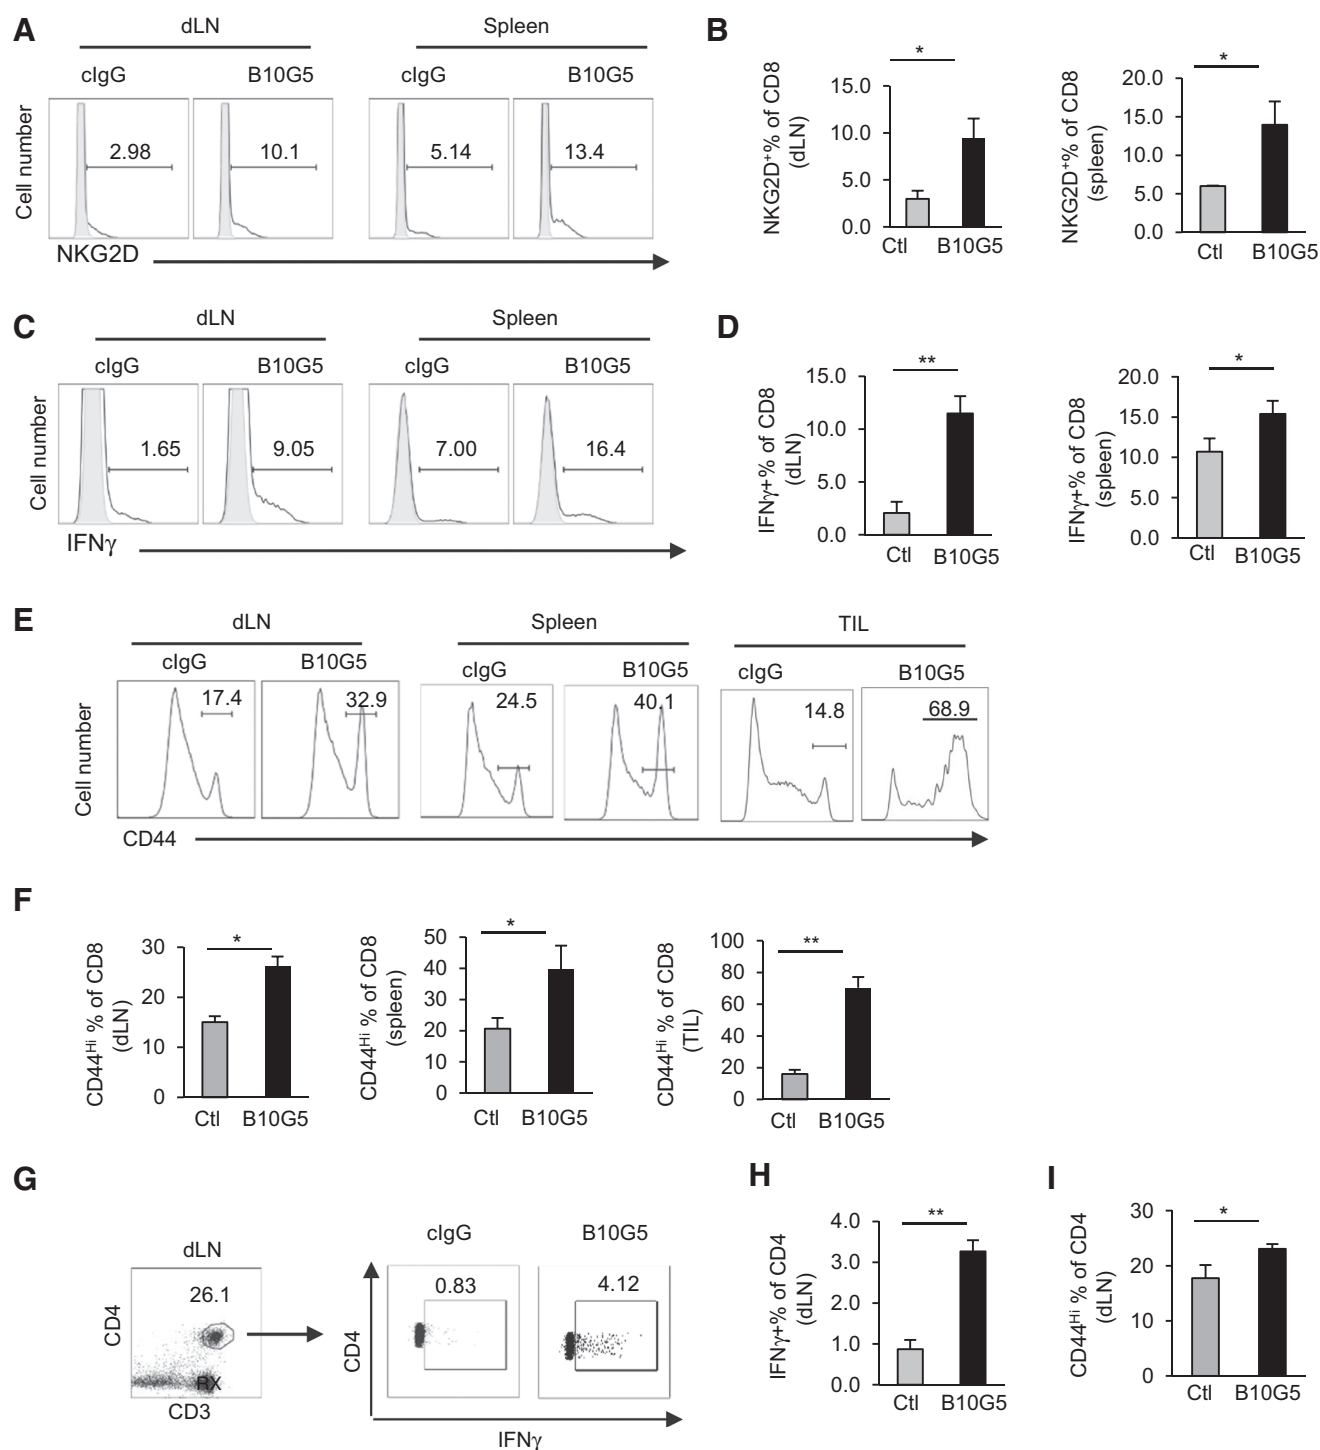 A
dLN
Spleen
cIgG
B10G5
cIgG
B10G5
Cell number
2.98
10.1
5.14
13.4
NKG2D
B
*
NKG2D⁺% of CD8
(dLN)
15.0
10.0
5.0
0.0
Ctl
B10G5
*
NKG2D⁺% of CD8
(spleen)
20.0
15.0
10.0
5.0
0.0
Ctl
B10G5
C
dLN
Spleen
cIgG
B10G5
cIgG
B10G5
Cell number
1.65
9.05
7.00
16.4
IFNγ
D
**
IFNγ+% of CD8
(dLN)
15.0
10.0
5.0
0.0
Ctl
B10G5
*
IFNγ+% of CD8
(spleen)
20.0
15.0
10.0
5.0
0.0
Ctl
B10G5
E
dLN
Spleen
TIL
cIgG
B10G5
cIgG
B10G5
cIgG
B10G5
Cell number
17.4
32.9
24.5
40.1
14.8
68.9
CD44
F
*
CD44ᴴⁱ % of CD8
(dLN)
30
20
10
0
Ctl
B10G5
*
CD44ᴴⁱ % of CD8
(spleen)
50
40
30
20
10
0
Ctl
B10G5
**
CD44ᴴⁱ % of CD8
(TIL)
100
80
60
40
20
0
Ctl
B10G5
G
dLN
26.1
CD4
RX
CD3
cIgG
B10G5
0.83
4.12
CD4
IFNγ
H
**
IFNγ+% of CD4
(dLN)
4.0
3.0
2.0
1.0
0.0
Ctl
B10G5
I
*
CD44ᴴⁱ % of CD4
(dLN)
30
20
10
0
Ctl
B10G5